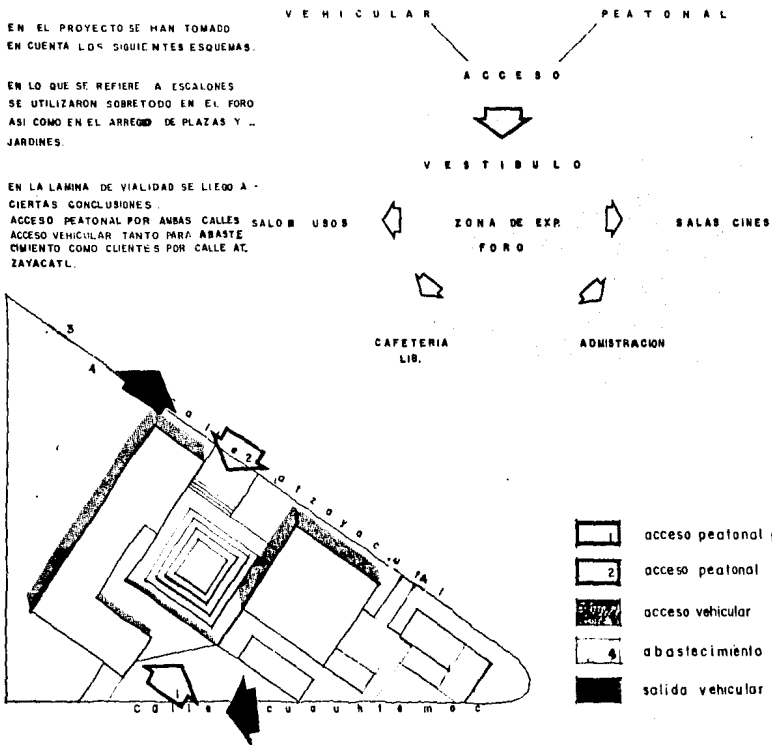 EN EL PROYECTO SE HAN TOMADO
EN CUENTA LOS SIGUIENTES ESQUEMAS.
EN LO QUE SE REFIERE A ESCALONES
SE UTILIZARON SOBRETODO EN EL FORO
ASI COMO EN EL ARREGLO DE PLAZAS Y _
JARDINES.
EN LA LAMINA DE VIALIDAD SE LLEGO A -
CIERTAS CONCLUSIONES.
ACCESO PEATONAL POR AMBAS CALLES
ACCESO VEHICULAR TANTO PARA ABASTE
CIMIENTO COMO CLIENTES POR CALLE AT.
ZAYACATL.
VEHICULAR PEATONAL
ACCESO
VESTIBULO
SALON USOS ZONA DE EXP. SALAS CINES
FORO
CAFETERIA ADMISTRACION
LIB.
3
4
2
1
calle cuauhtemoc
1 acceso peatonal
2 acceso peatonal
acceso vehicular
4 abastecimiento
salida vehicular